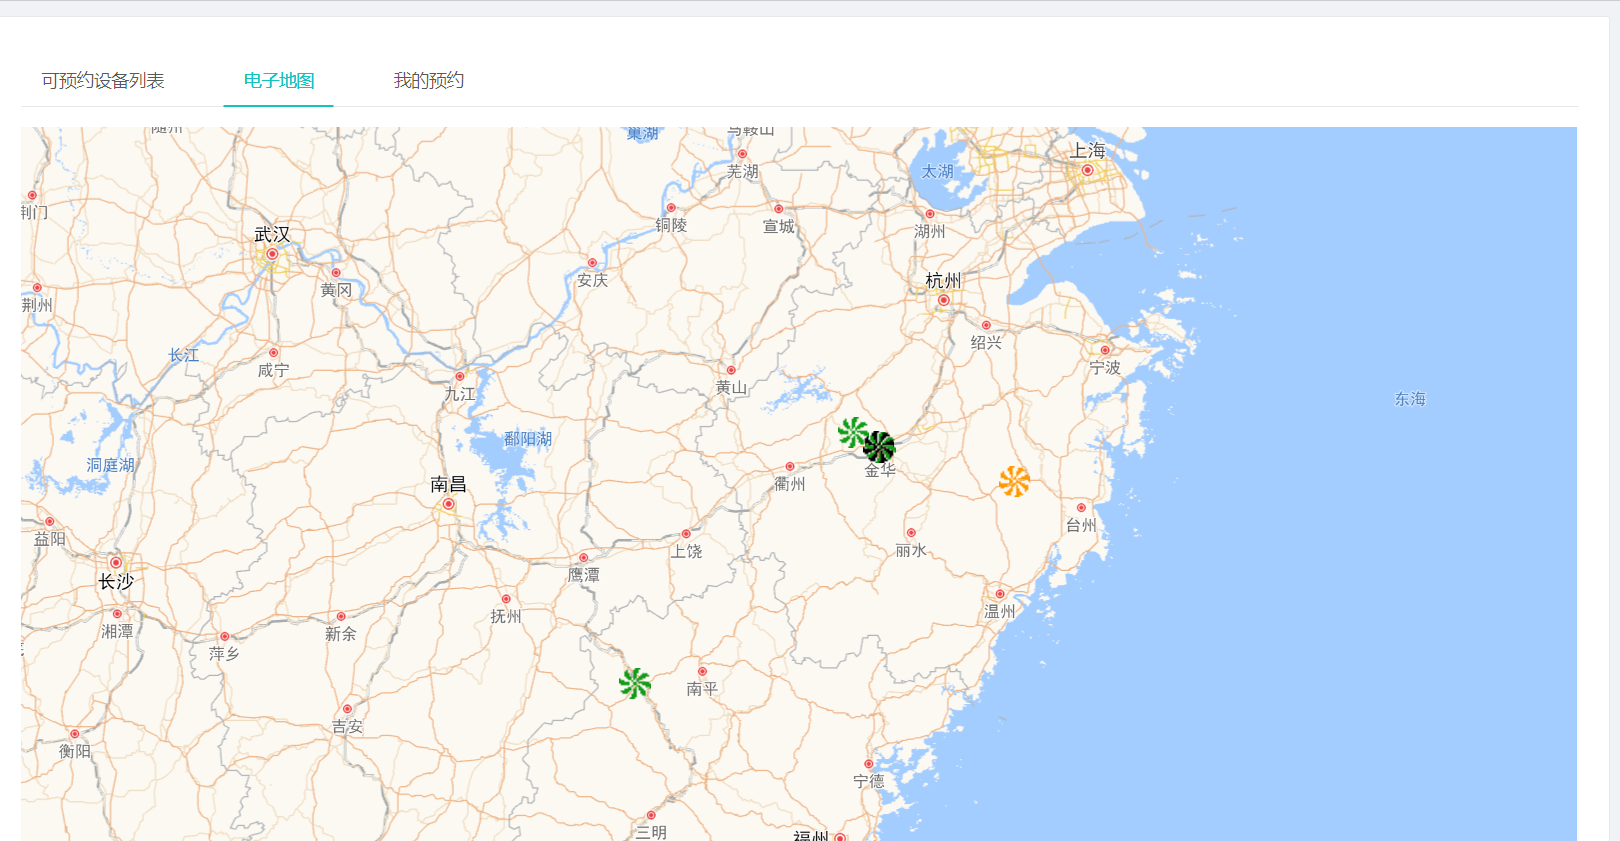 可预约设备列表
电子地图
我的预约
随州
巢湖
马鞍山
上海
芜湖
太湖
荆门
铜陵
宣城
湖州
武汉
安庆
杭州
黄冈
荆州
绍兴
长江
咸宁
宁波
黄山
九江
东海
鄱阳湖
洞庭湖
金华
衢州
南昌
台州
益阳
上饶
丽水
鹰潭
长沙
温州
抚州
湘潭
新余
萍乡
南平
吉安
衡阳
宁德
三明
福州